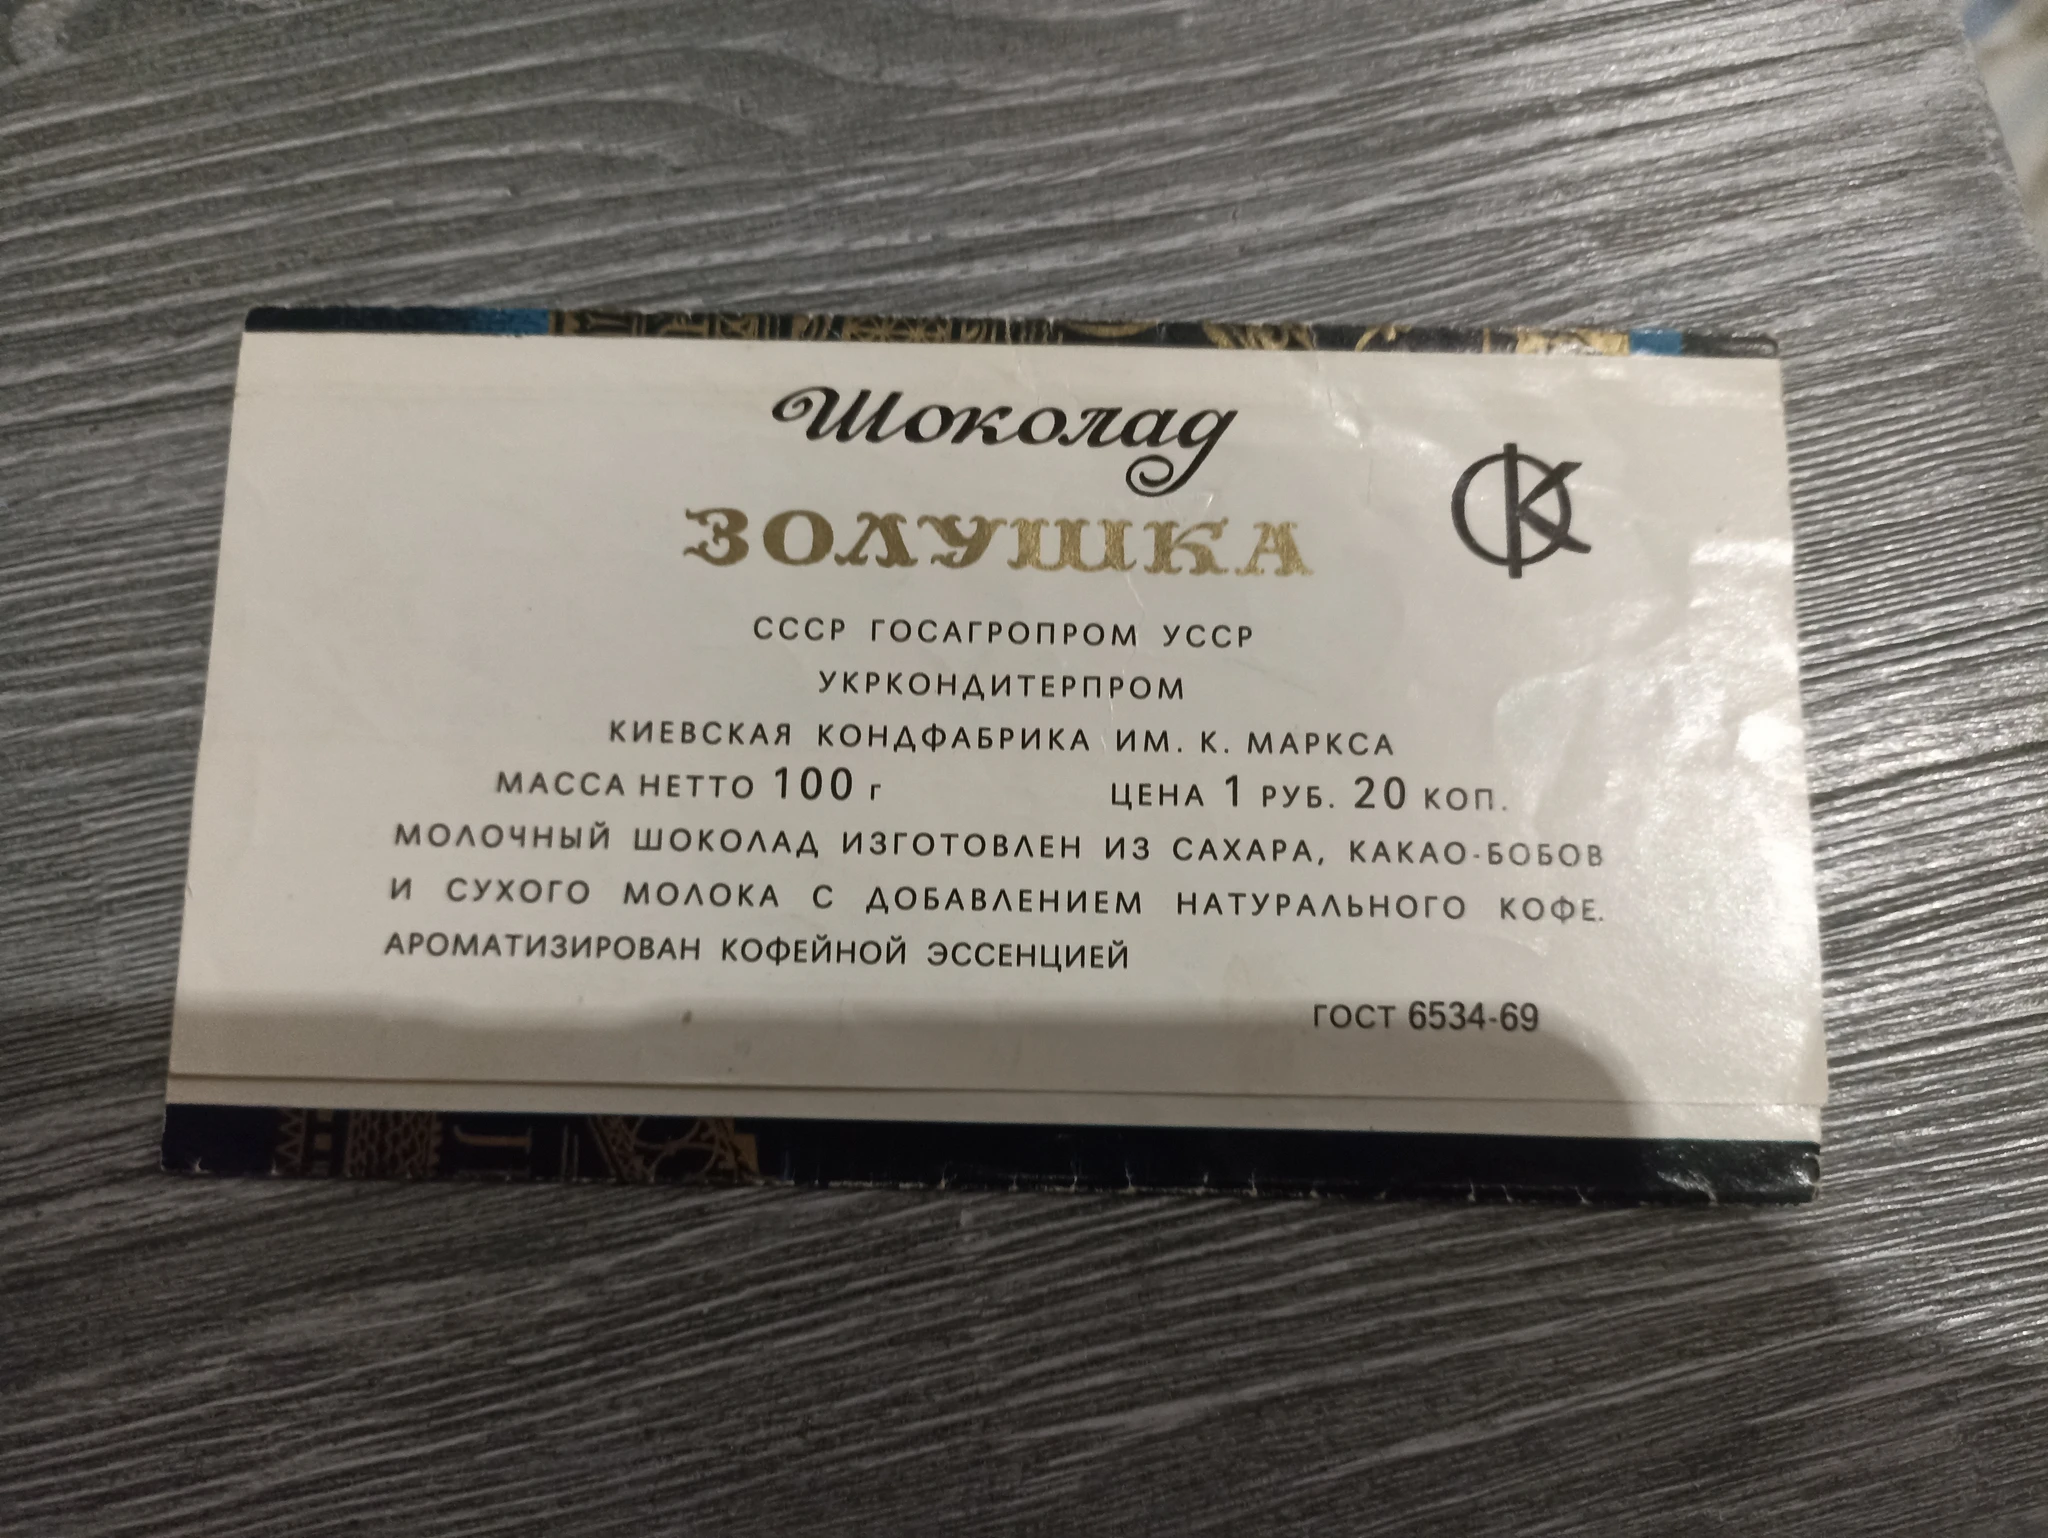 Шоколад
ЗОЛУШКА
СССР ГОСАГРОПРОМ УССР
УКРКОНДИТЕРПРОМ
КИЕВСКАЯ КОНДФАБРИКА ИМ. К. МАРКСА
МАССА НЕТТО 100 г ЦЕНА 1 РУБ. 20 КОП.
МОЛОЧНЫЙ ШОКОЛАД ИЗГОТОВЛЕН ИЗ САХАРА, КАКАО-БОБОВ
И СУХОГО МОЛОКА С ДОБАВЛЕНИЕМ НАТУРАЛЬНОГО КОФЕ.
АРОМАТИЗИРОВАН КОФЕЙНОЙ ЭССЕНЦИЕЙ
ГОСТ 6534-69